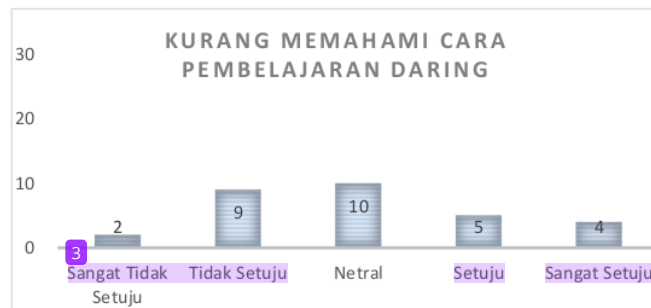 KURANG MEMAHAMI CARA
PEMBELAJARAN DARING
30
20
10
0
2
9
10
5
4
3
Sangat Tidak Setuju
Tidak Setuju
Netral
Setuju
Sangat Setuju